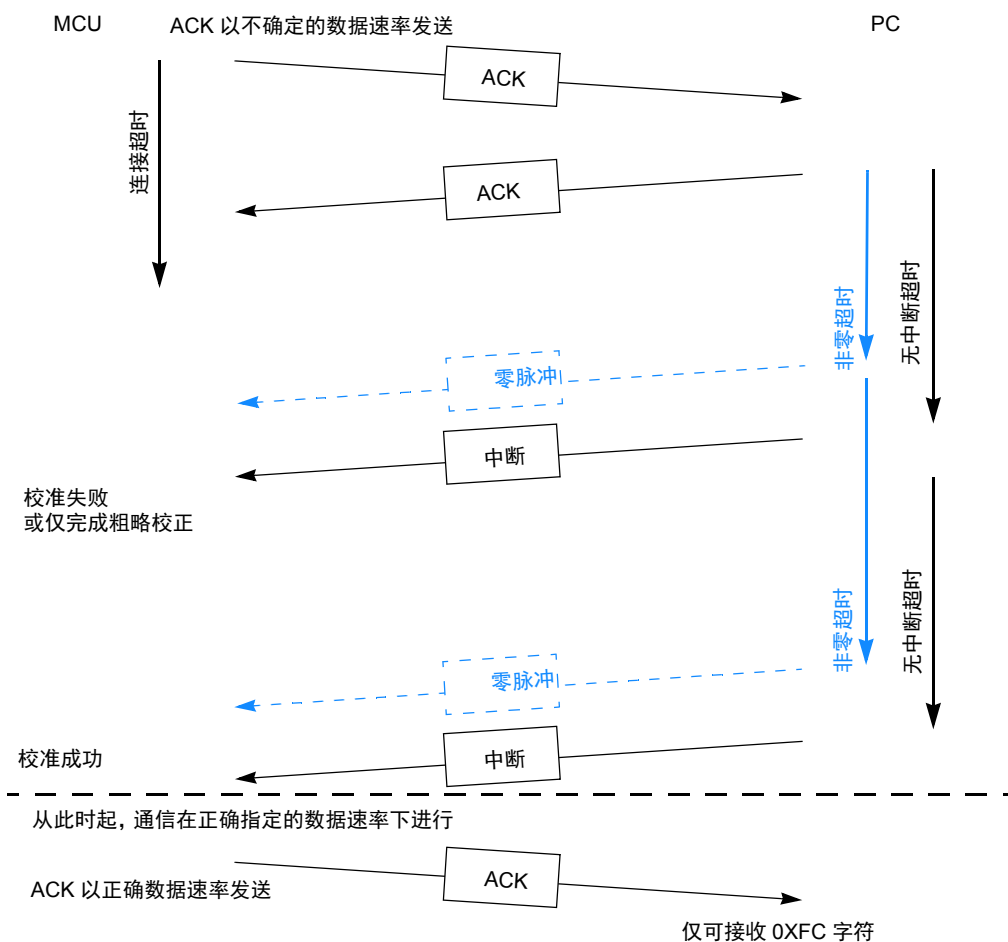 MCU
ACK 以不确定的数据速率发送
PC
ACK
连接超时
ACK
非零超时
无中断超时
零脉冲
中断
校准失败
或仅完成粗略校正
非零超时
无中断超时
零脉冲
中断
校准成功
从此时起，通信在正确指定的数据速率下进行
ACK
ACK 以正确数据速率发送
仅可接收 0XFC 字符